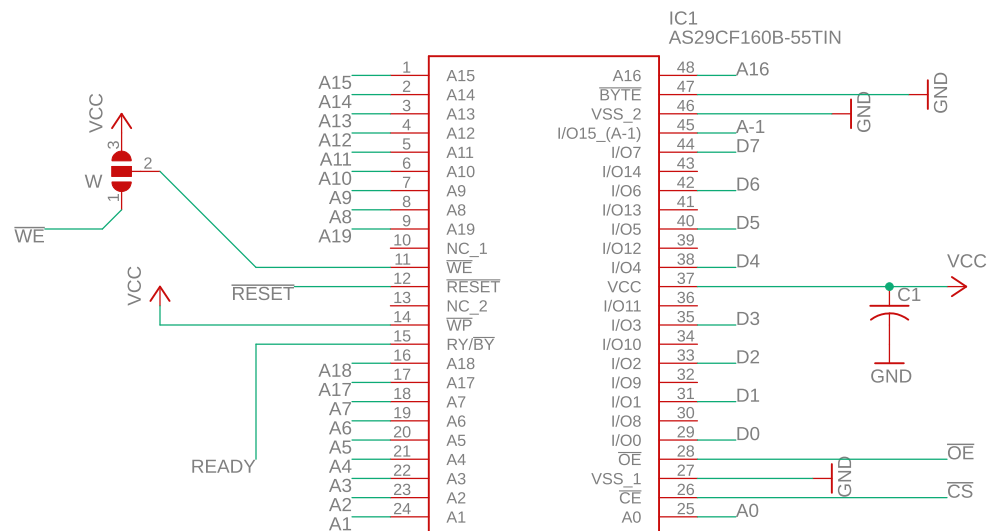 IC1
AS29CF160B-55TIN
VCC
3
W
2
1
WE
VCC
RESET
READY
A15 1 A15
A14 2 A14
A13 3 A13
A12 4 A12
A11 5 A11
A10 6 A10
A9 7 A9
A8 8 A8
A19 9 A19
10 NC_1
11 WE
12 RESET
13 NC_2
14 WP
15 RY/BY
A18 16 A18
A17 17 A17
A7 18 A7
A6 19 A6
A5 20 A5
A4 21 A4
A3 22 A3
A2 23 A2
A1 24 A1
A16 48 A16
BYTE 47 GND
VSS_2 46 GND
I/O15_(A-1) 45 A-1
I/O7 44 D7
I/O14 43
I/O6 42 D6
I/O13 41
I/O5 40 D5
I/O12 39
I/O4 38 D4
VCC 37 VCC
C1
GND
I/O11 36
I/O3 35 D3
I/O10 34
I/O2 33 D2
I/O9 32
I/O1 31 D1
I/O8 30
I/O0 29 D0
OE 28 OE
VSS_1 27 GND
CE 26 CS
A0 25 A0